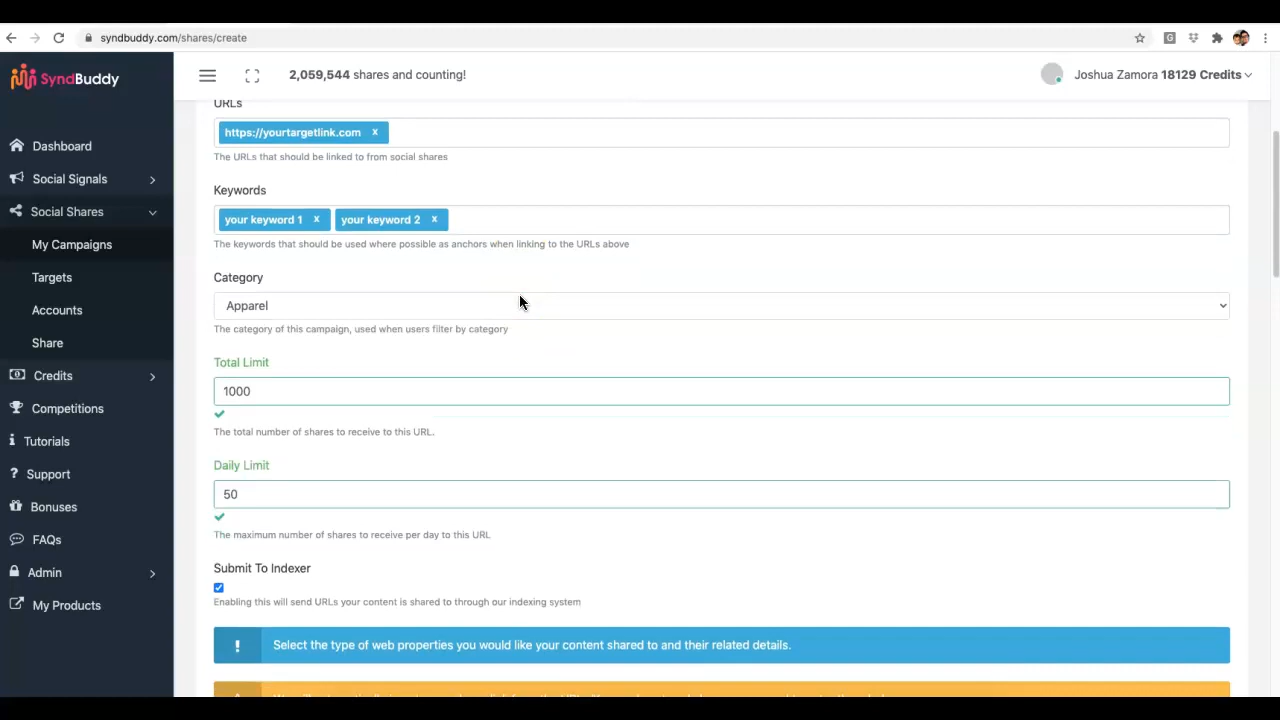 syndbuddy.com/shares/create
SyndBuddy
2,059,544 shares and counting!
Joshua Zamora 18129 Credits
Dashboard
Social Signals
Social Shares
My Campaigns
Targets
Accounts
Share
Credits
Competitions
Tutorials
Support
Bonuses
FAQs
Admin
My Products
URLs
https://yourtargetlink.com x
The URLs that should be linked to from social shares
Keywords
your keyword 1 x your keyword 2 x
The keywords that should be used where possible as anchors when linking to the URLs above
Category
Apparel
The category of this campaign, used when users filter by category
Total Limit
1000
The total number of shares to receive to this URL.
Daily Limit
50
The maximum number of shares to receive per day to this URL
Submit To Indexer
Enabling this will send URLs your content is shared to through our indexing system
! Select the type of web properties you would like your content shared to and their related details.